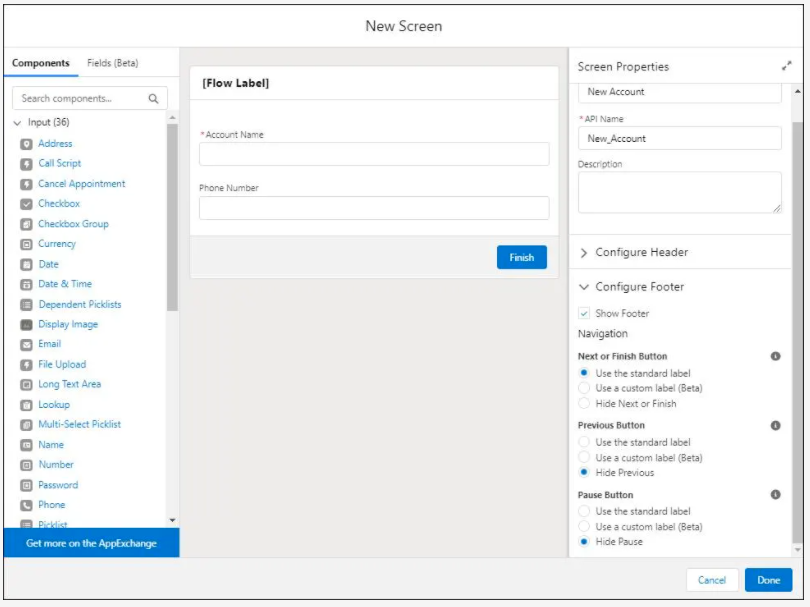 New Screen
Components
Fields (Beta)
Search components...
Input (36)
Address
Call Script
Cancel Appointment
Checkbox
Checkbox Group
Currency
Date
Date & Time
Dependent Picklists
Display Image
Email
File Upload
Long Text Area
Lookup
Multi-Select Picklist
Name
Number
Password
Phone
Picklist
Get more on the AppExchange
[Flow Label]
*Account Name
Phone Number
Finish
Screen Properties
New Account
*API Name
New_Account
Description
Configure Header
Configure Footer
Show Footer
Navigation
Next or Finish Button
Use the standard label
Use a custom label (Beta)
Hide Next or Finish
Previous Button
Use the standard label
Use a custom label (Beta)
Hide Previous
Pause Button
Use the standard label
Use a custom label (Beta)
Hide Pause
Cancel
Done